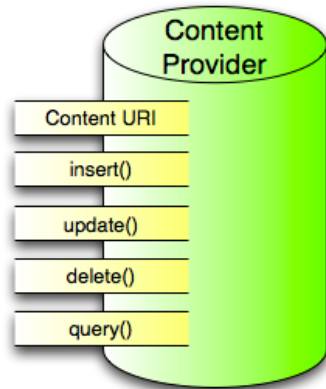 Content
Provider
Content URI
insert()
update()
delete()
query()